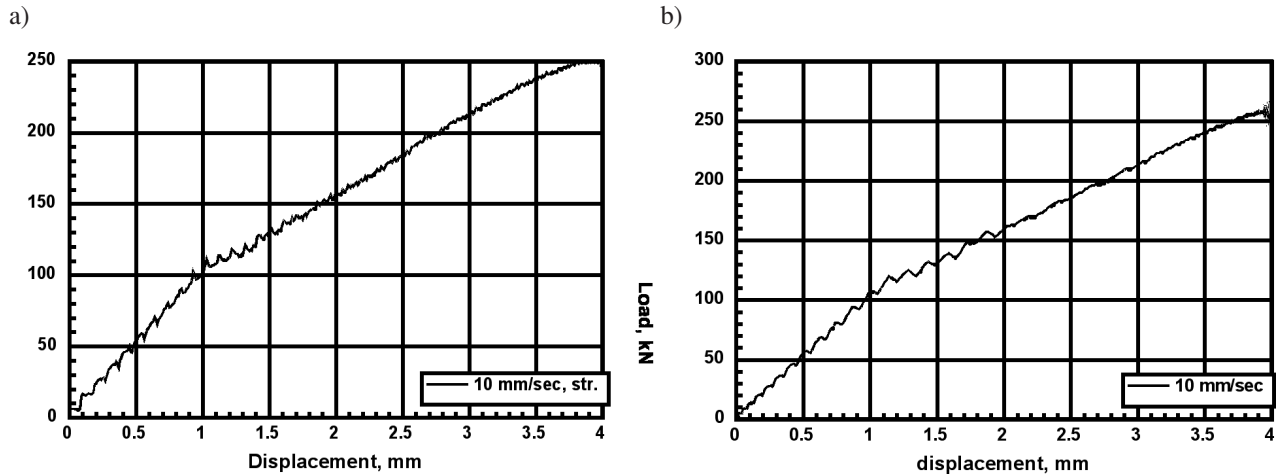 a)
250
200
150
100
50
0
0 0.5 1 1.5 2 2.5 3 3.5 4
10 mm/sec, str.
Displacement, mm
b)
300
250
200
150
100
50
0
0 0.5 1 1.5 2 2.5 3 3.5 4
Load, kN
10 mm/sec
displacement, mm